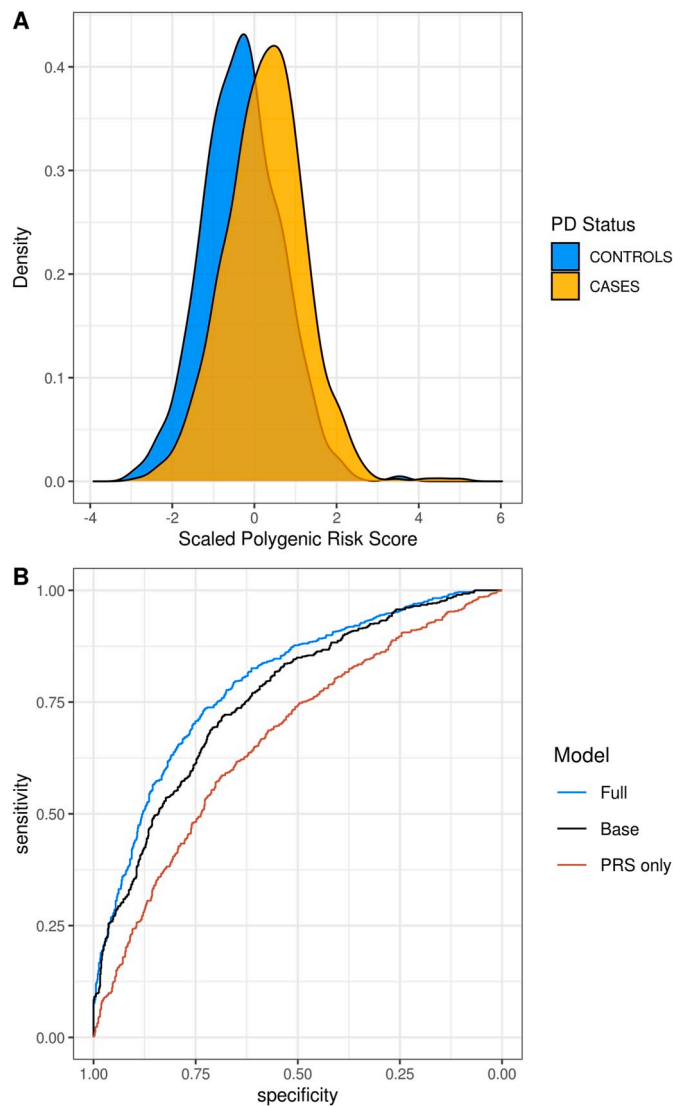 A
0.4
0.3
0.2
0.1
0.0
Density
-4 -2 0 2 4 6
Scaled Polygenic Risk Score
PD Status
CONTROLS
CASES
B
1.00
0.75
0.50
0.25
0.00
sensitivity
1.00 0.75 0.50 0.25 0.00
specificity
Model
Full
Base
PRS only